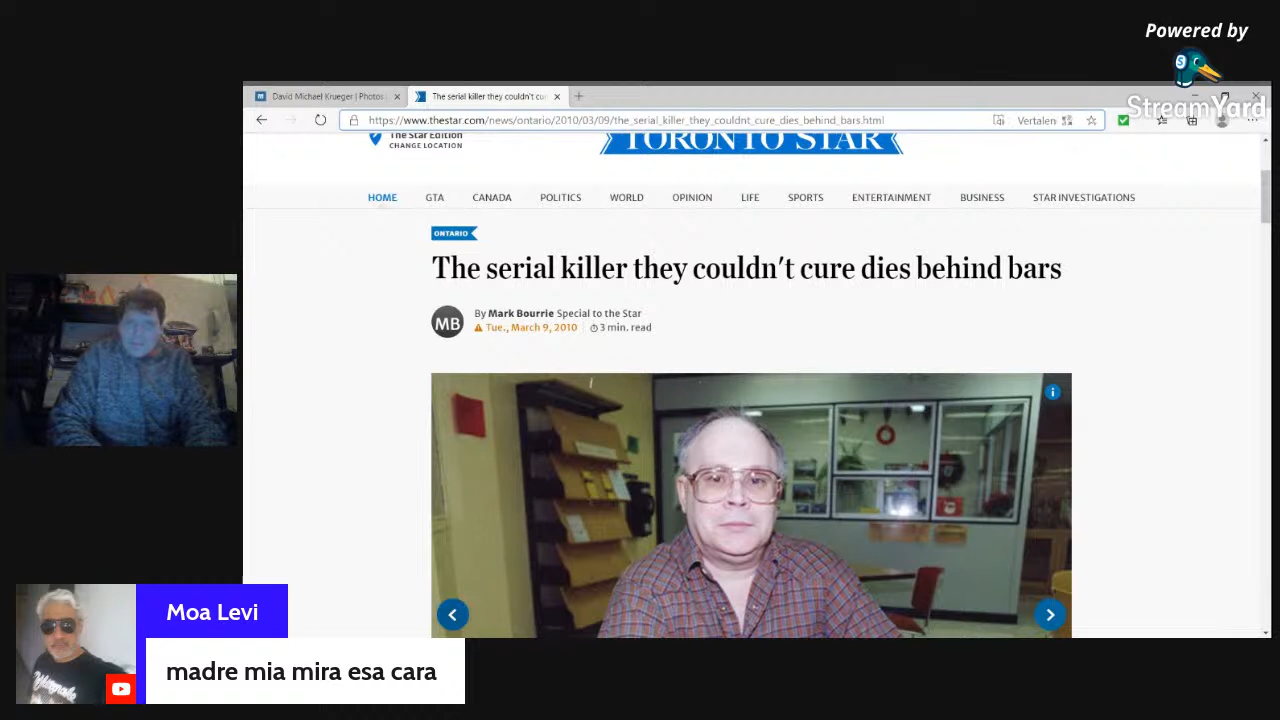 Powered by
StreamYard
David Michael Krueger | Photos
The serial killer they couldn't cur
https://www.thestar.com/news/ontario/2010/03/09/the_serial_killer_they_couldnt_cure_dies_behind_bars.html
Vertalen
The Star Edition
CHANGE LOCATION
TORONTO STAR
HOME GTA CANADA POLITICS WORLD OPINION LIFE SPORTS ENTERTAINMENT BUSINESS STAR INVESTIGATIONS
ONTARIO
The serial killer they couldn't cure dies behind bars
MB
By Mark Bourrie Special to the Star
Tue., March 9, 2010
3 min. read
Moa Levi
madre mia mira esa cara